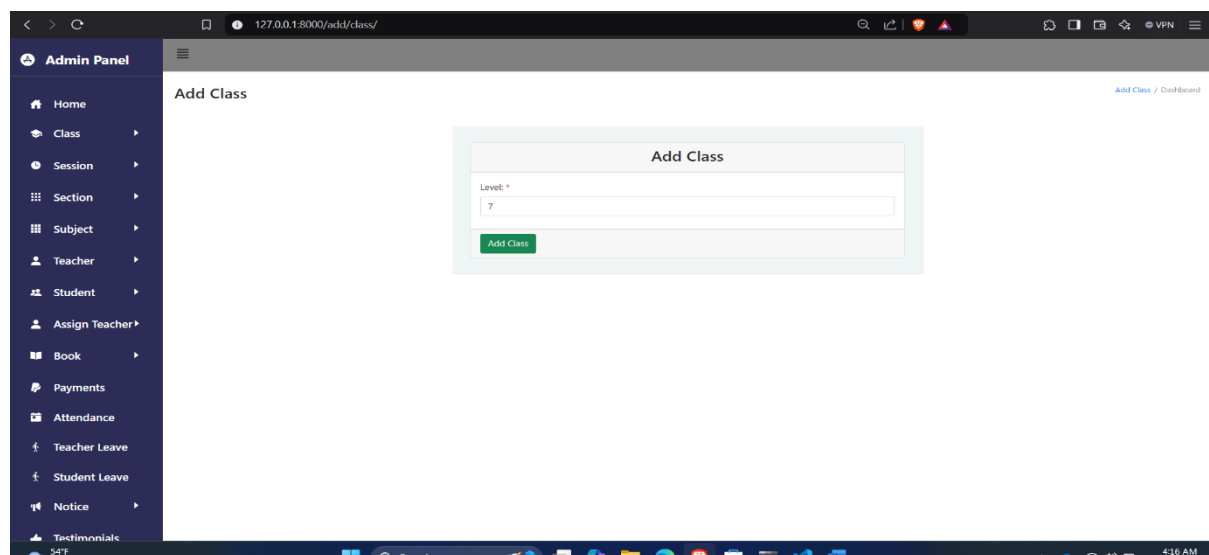 127.0.0.1:8000/add/class/
VPN
Admin Panel
Add Class
Add Class / Dashboard
Home
Class
Session
Section
Subject
Teacher
Student
Assign Teacher
Book
Payments
Attendance
Teacher Leave
Student Leave
Notice
Testimonials
Add Class
Level: *
7
Add Class
54°F
4:16 AM